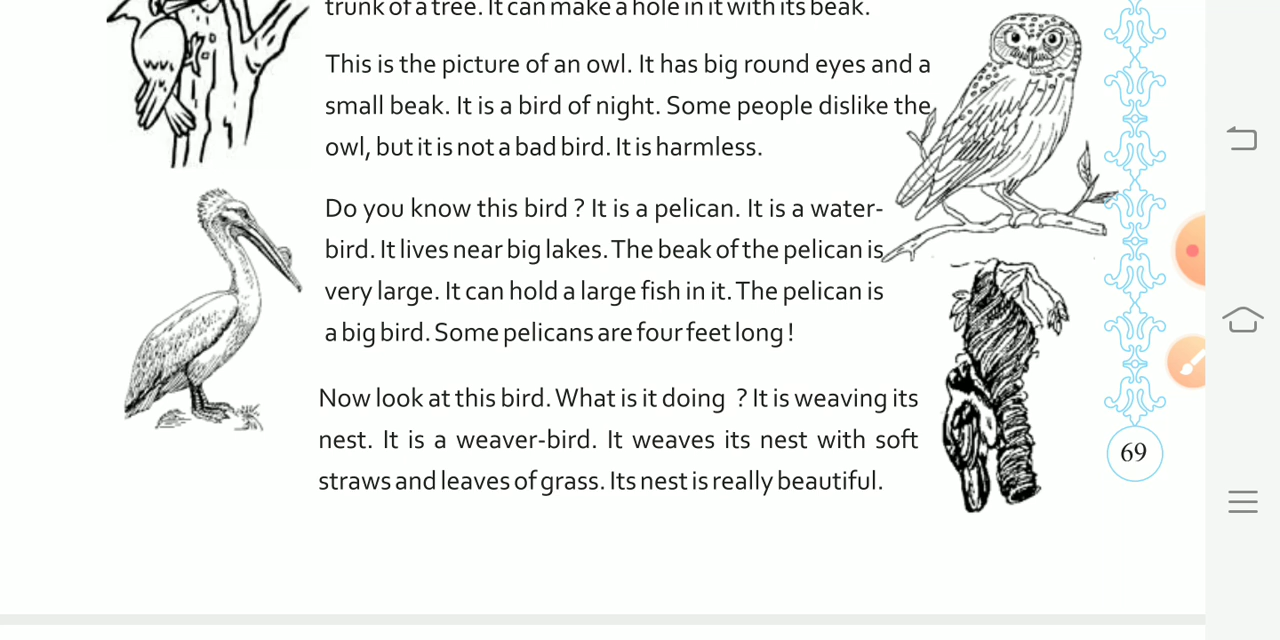 trunk of a tree. It can make a hole in it with its beak.
This is the picture of an owl. It has big round eyes and a
small beak. It is a bird of night. Some people dislike the
owl, but it is not a bad bird. It is harmless.
Do you know this bird ? It is a pelican. It is a water-
bird. It lives near big lakes. The beak of the pelican is
very large. It can hold a large fish in it. The pelican is
a big bird. Some pelicans are four feet long !
Now look at this bird. What is it doing ? It is weaving its
nest. It is a weaver-bird. It weaves its nest with soft
straws and leaves of grass. Its nest is really beautiful.
69